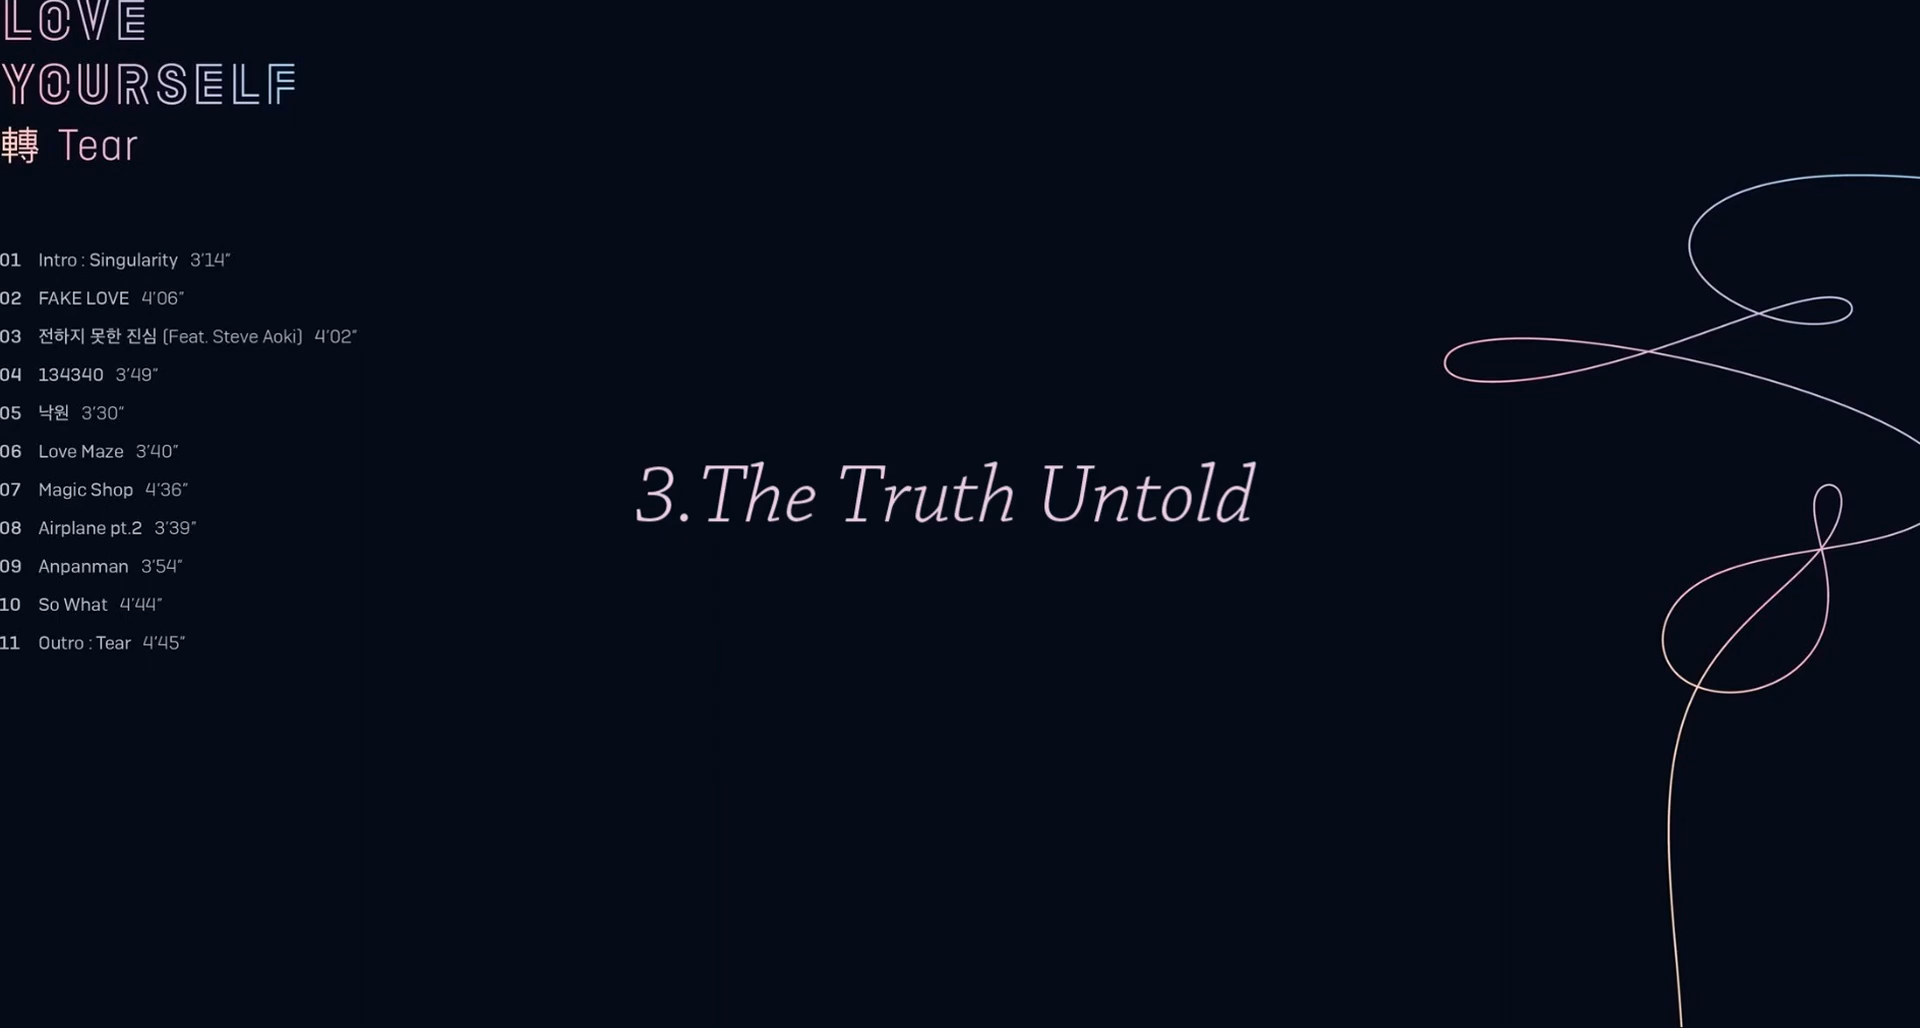 LOVE
YOURSELF
轉 Tear
01 Intro : Singularity 3'14"
02 FAKE LOVE 4'06"
03 전하지 못한 진심 (Feat. Steve Aoki) 4'02"
04 134340 3'49"
05 낙원 3'30"
06 Love Maze 3'40"
07 Magic Shop 4'36"
08 Airplane pt.2 3'39"
09 Anpanman 3'54"
10 So What 4'44"
11 Outro : Tear 4'45"
3.The Truth Untold